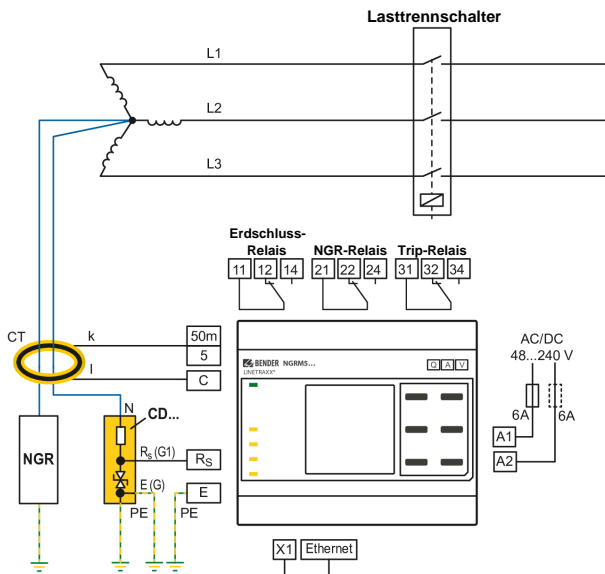 Lasttrennschalter
L1
L2
L3
Erdschluss-
Relais
NGR-Relais
Trip-Relais
11 12 14
21 22 24
31 32 34
CT
k
50m
5
l
C
BENDER NGRM5...
LINETRAXX®
Q A V
AC/DC
48...240 V
6A
6A
A1
A2
N
CD...
NGR
Rs (G1)
RS
E (G)
E
PE
PE
X1
Ethernet